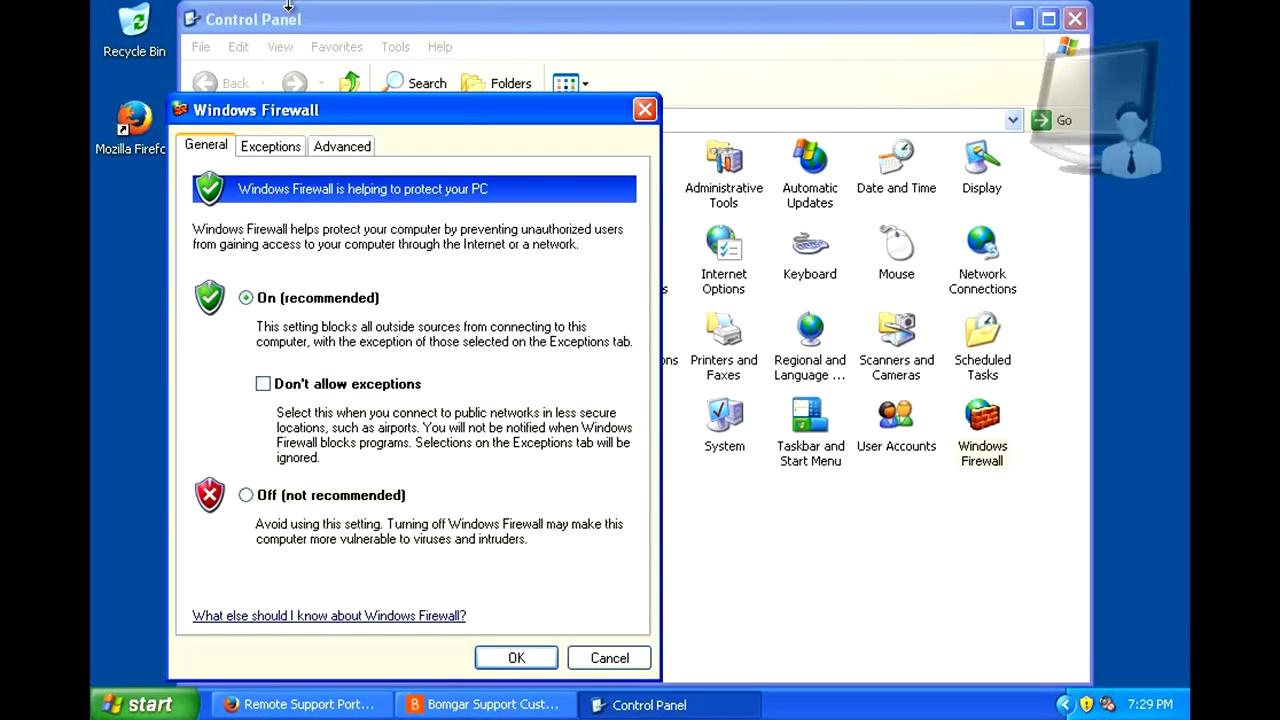 Recycle Bin
Control Panel
File Edit View Favorites Tools Help
Back Search Folders
Mozilla Firefo
Windows Firewall
Go
General Exceptions Advanced
Windows Firewall is helping to protect your PC
Windows Firewall helps protect your computer by preventing unauthorized users
from gaining access to your computer through the Internet or a network.
On (recommended)
This setting blocks all outside sources from connecting to this
computer, with the exception of those selected on the Exceptions tab.
Don't allow exceptions
Select this when you connect to public networks in less secure
locations, such as airports. You will not be notified when Windows
Firewall blocks programs. Selections on the Exceptions tab will be
ignored.
Off (not recommended)
Avoid using this setting. Turning off Windows Firewall may make this
computer more vulnerable to viruses and intruders.
What else should I know about Windows Firewall?
OK Cancel
Administrative
Tools
Automatic
Updates
Date and Time
Display
Internet
Options
Keyboard
Mouse
Network
Connections
Printers and
Faxes
Regional and
Language ...
Scanners and
Cameras
Scheduled
Tasks
System
Taskbar and
Start Menu
User Accounts
Windows
Firewall
start
Remote Support Port...
Bomgar Support Cust...
Control Panel
7:29 PM